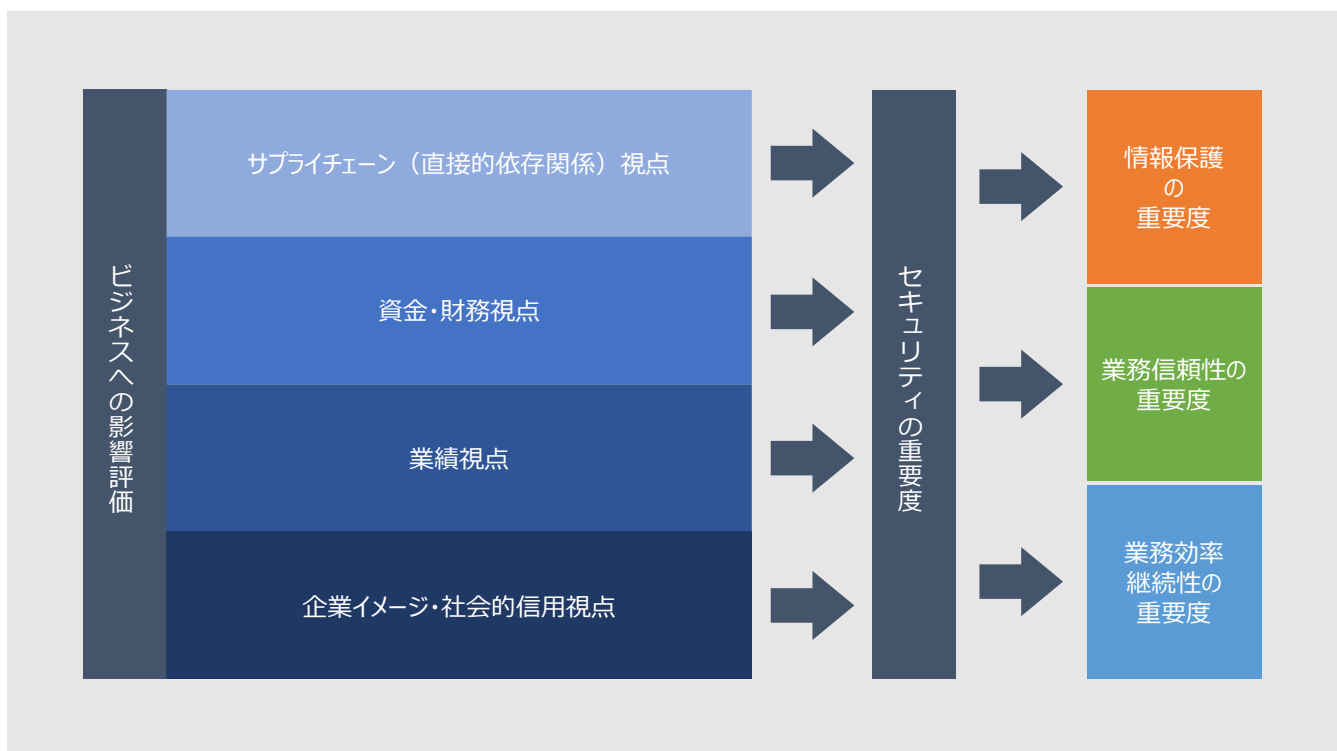 ビジネスへの影響評価
サプライチェーン（直接的依存関係）視点
資金・財務視点
業績視点
企業イメージ・社会的信用視点
セキュリティの重要度
情報保護
の
重要度
業務信頼性の
重要度
業務効率
継続性の
重要度